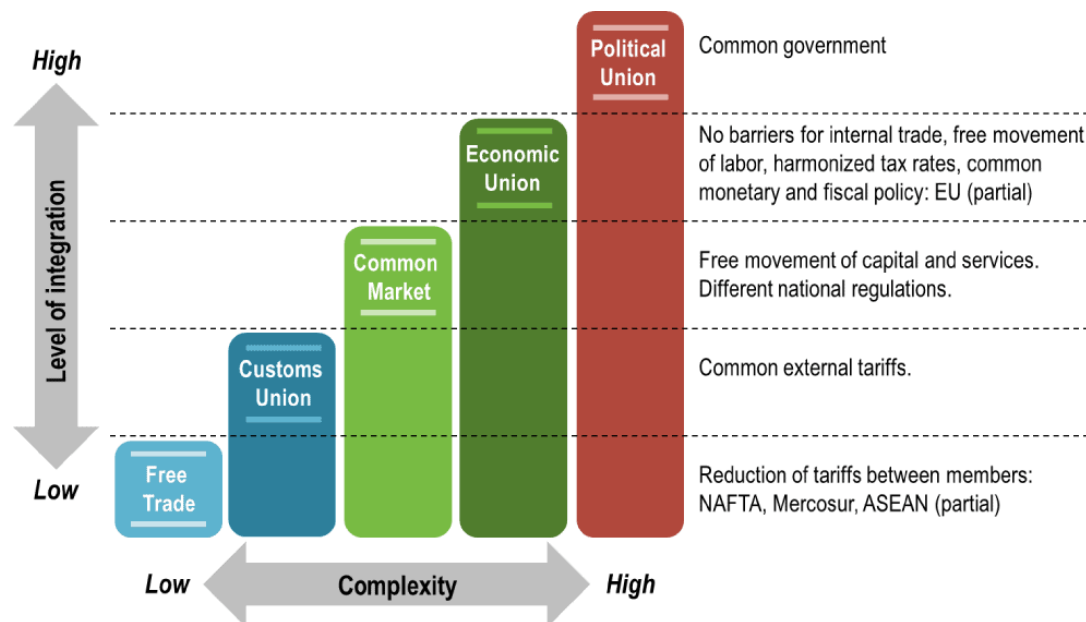 High
Level of integration
Low
Free
Trade
Customs
Union
Common
Market
Economic
Union
Political
Union
Common government
No barriers for internal trade, free movement
of labor, harmonized tax rates, common
monetary and fiscal policy: EU (partial)
Free movement of capital and services.
Different national regulations.
Common external tariffs.
Reduction of tariffs between members:
NAFTA, Mercosur, ASEAN (partial)
Low
Complexity
High